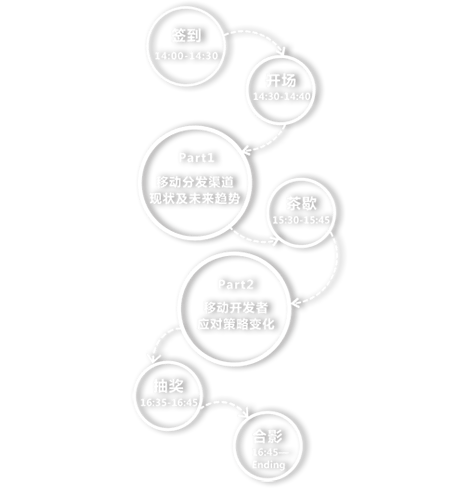 签到
14:00-14:30
开场
14:30-14:40
Part1
移动分发渠道
现状及未来趋势
茶歇
15:30-15:45
Part2
移动开发者
应对策略变化
抽奖
16:35-16:45
合影
16:45—
Ending